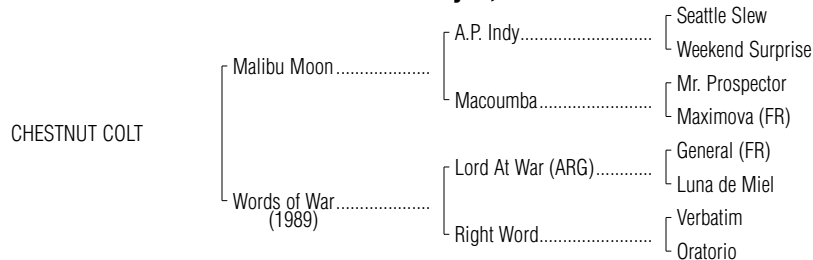 Seattle Slew
A.P. Indy
Weekend Surprise
Malibu Moon
Mr. Prospector
Macoumba
Maximova (FR)
CHESTNUT COLT
General (FR)
Lord At War (ARG)
Luna de Miel
Words of War
(1989)
Verbatim
Right Word
Oratorio